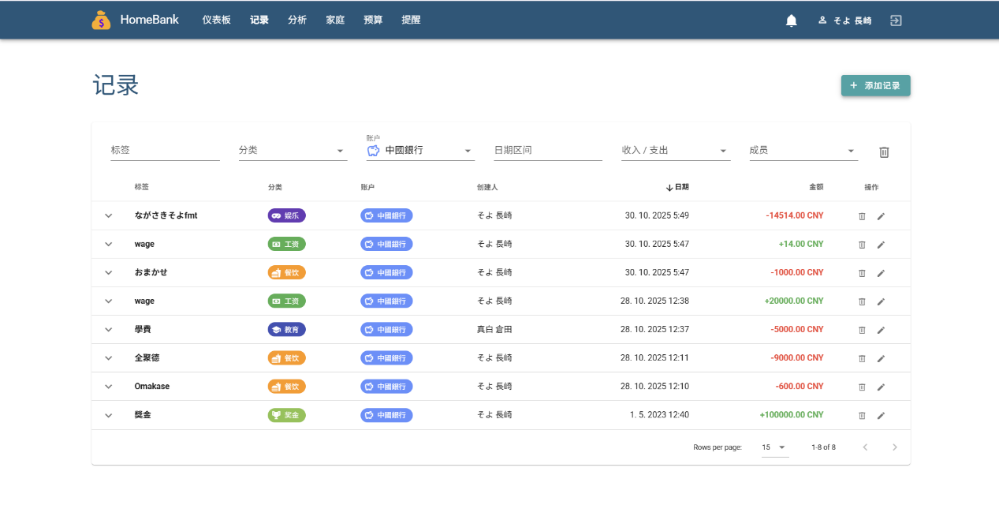 HomeBank 仪表板 记录 分析 家庭 预算 提醒 そよ 長崎
记录
+ 添加记录
账户
标签 分类 中國銀行 日期区间 收入 / 支出 成员
标签 分类 账户 创建人 日期 金额 操作
ながさきそよfmt 娱乐 中國銀行 そよ 長崎 30. 10. 2025 5:49 -14514.00 CNY
wage 工资 中國銀行 そよ 長崎 30. 10. 2025 5:47 +14.00 CNY
おまかせ 餐饮 中國銀行 そよ 長崎 30. 10. 2025 5:47 -1000.00 CNY
wage 工资 中國銀行 そよ 長崎 28. 10. 2025 12:38 +20000.00 CNY
學費 教育 中國銀行 真白 倉田 28. 10. 2025 12:37 -5000.00 CNY
全聚德 餐饮 中國銀行 そよ 長崎 28. 10. 2025 12:11 -9000.00 CNY
Omakase 餐饮 中國銀行 そよ 長崎 28. 10. 2025 12:10 -600.00 CNY
獎金 奖金 中國銀行 そよ 長崎 1. 5. 2023 12:40 +100000.00 CNY
Rows per page: 15 1-8 of 8